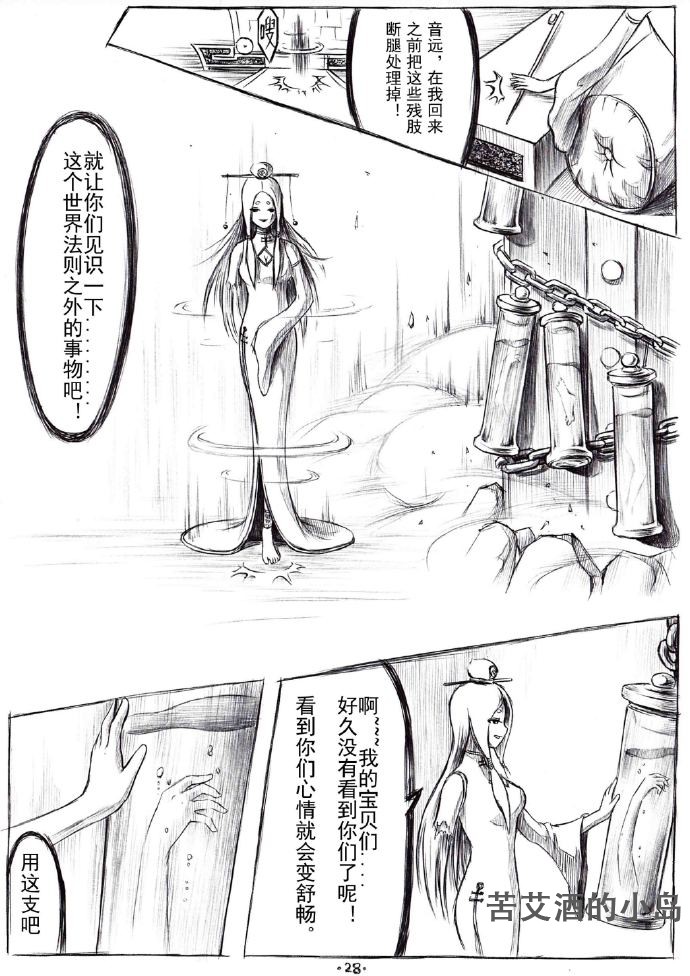 音远，在我回来
之前把这些残肢
断腿处理掉！
嗖
就让你们见识一下.........
这个世界法则之外的事物吧！
啊~~~我的宝贝们......
好久没有看到你们了呢！
看到你们心情就会变舒畅。
用这支吧
苦艾酒的小岛
·28·